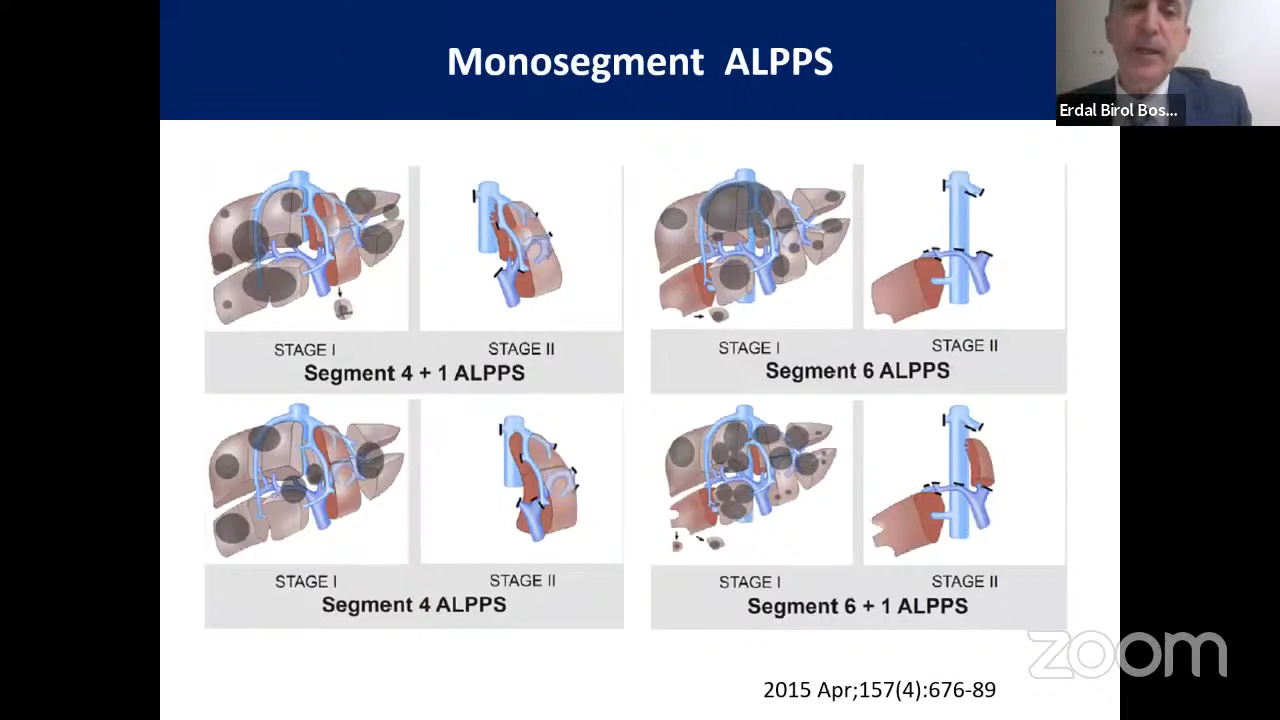 Monosegment ALPPS
Erdal Birol Bos...
STAGE I
STAGE II
Segment 4 + 1 ALPPS
STAGE I
STAGE II
Segment 6 ALPPS
STAGE I
STAGE II
Segment 4 ALPPS
STAGE I
STAGE II
Segment 6 + 1 ALPPS
zoom
2015 Apr;157(4):676-89